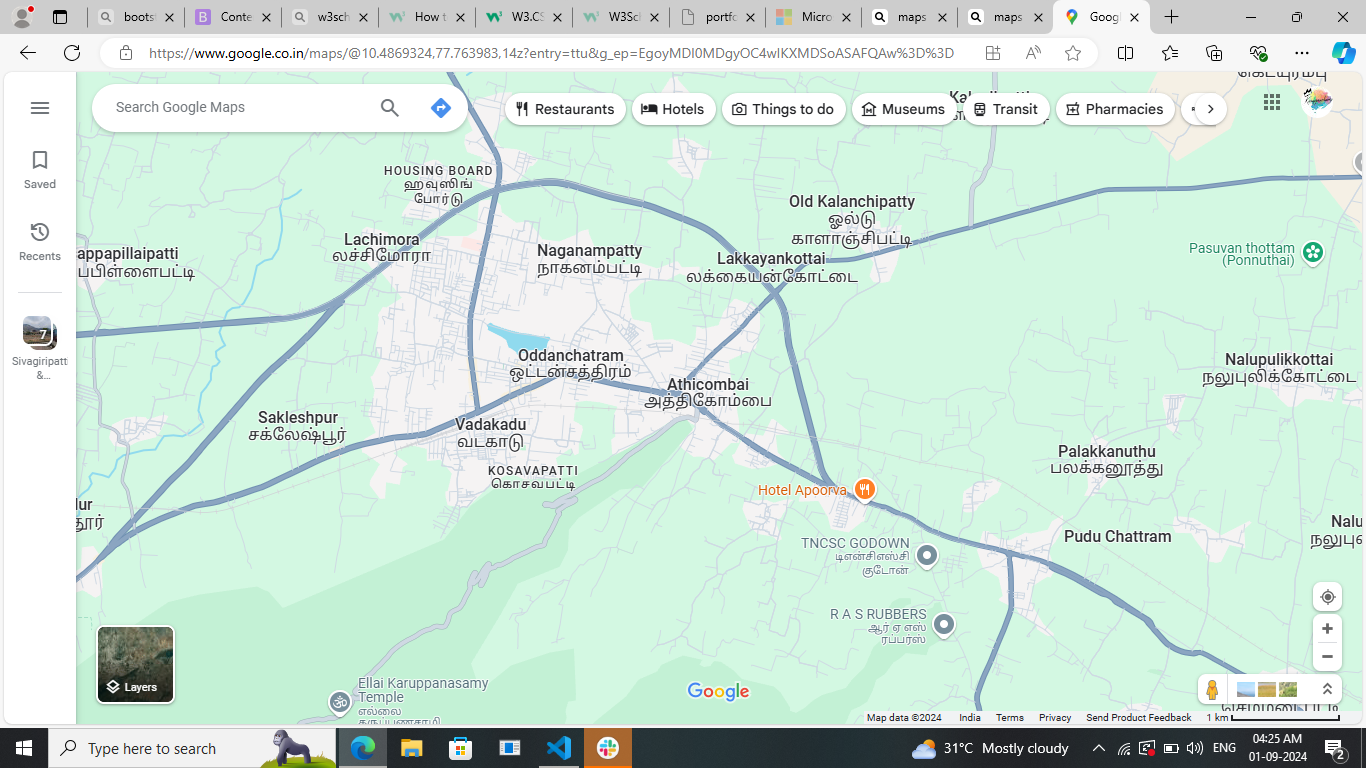 boots
Conte
w3sch
How t
W3.CS
W3Sc
portfo
Micro
maps
maps
Googl
https://www.google.co.in/maps/@10.4869324,77.763983,14z?entry=ttu&g_ep=EgoyMDI0MDgyOC4wIKXMDSoASAFQAw%3D%3D
Search Google Maps
Restaurants
Hotels
Things to do
Museums
Transit
Pharmacies
Saved
Recents
7
Sivagiripatti
&...
HOUSING BOARD
ஹவுஸிங்
போர்டு
Old Kalanchipatty
ஓல்டு
காளாஞ்சிபட்டி
Lachimora
லச்சிமோரா
Naganampatty
நாகனம்பட்டி
Lakkayankottai
லக்கையன்கோட்டை
Pasuvan thottam
(Ponnuthai)
appapillaipatti
பபிள்ளைபட்டி
Oddanchatram
ஒட்டன்சத்திரம்
Nalupulikkottai
நலுபுலிக்கோட்டை
Athicombai
அத்திகோம்பை
Sakleshpur
சக்லேஷ்பூர்
Vadakadu
வடகாடு
Palakkanuthu
பலக்கனூத்து
KOSAVAPATTI
கொசவபட்டி
Hotel Apoorva
Pudu Chattram
TNCSC GODOWN
டிஎன்சிஎஸ்சி
குடோன்
R A S RUBBERS
ஆர் ஏ எஸ்
ரப்பர்ஸ்
Ellai Karuppanasamy
Temple
எல்லை
Layers
Google
Map data ©2024
India
Terms
Privacy
Send Product Feedback
1 km
Type here to search
31°C Mostly cloudy
ENG
04:25 AM
01-09-2024
2